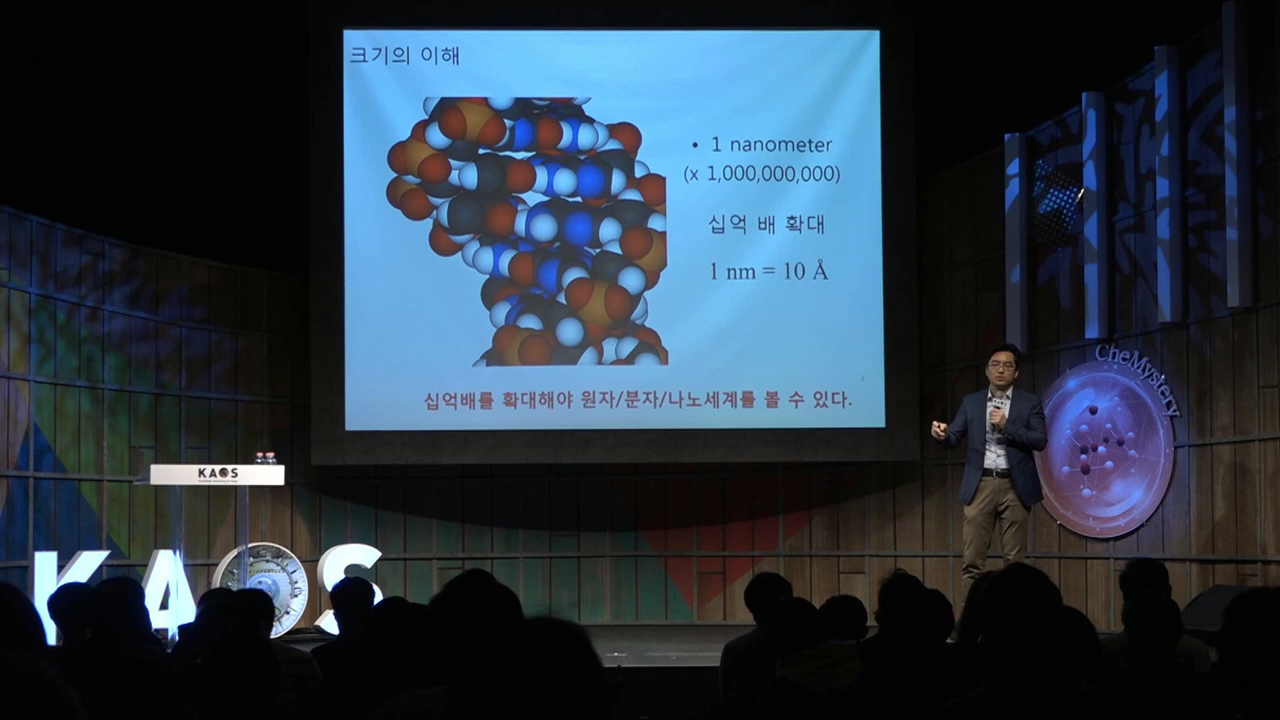 크기의 이해
• 1 nanometer
(x 1,000,000,000)
십억 배 확대
1 nm = 10 Å
십억배를 확대해야 원자/분자/나노세계를 볼 수 있다.
CheMystery
KAOS
KAOS